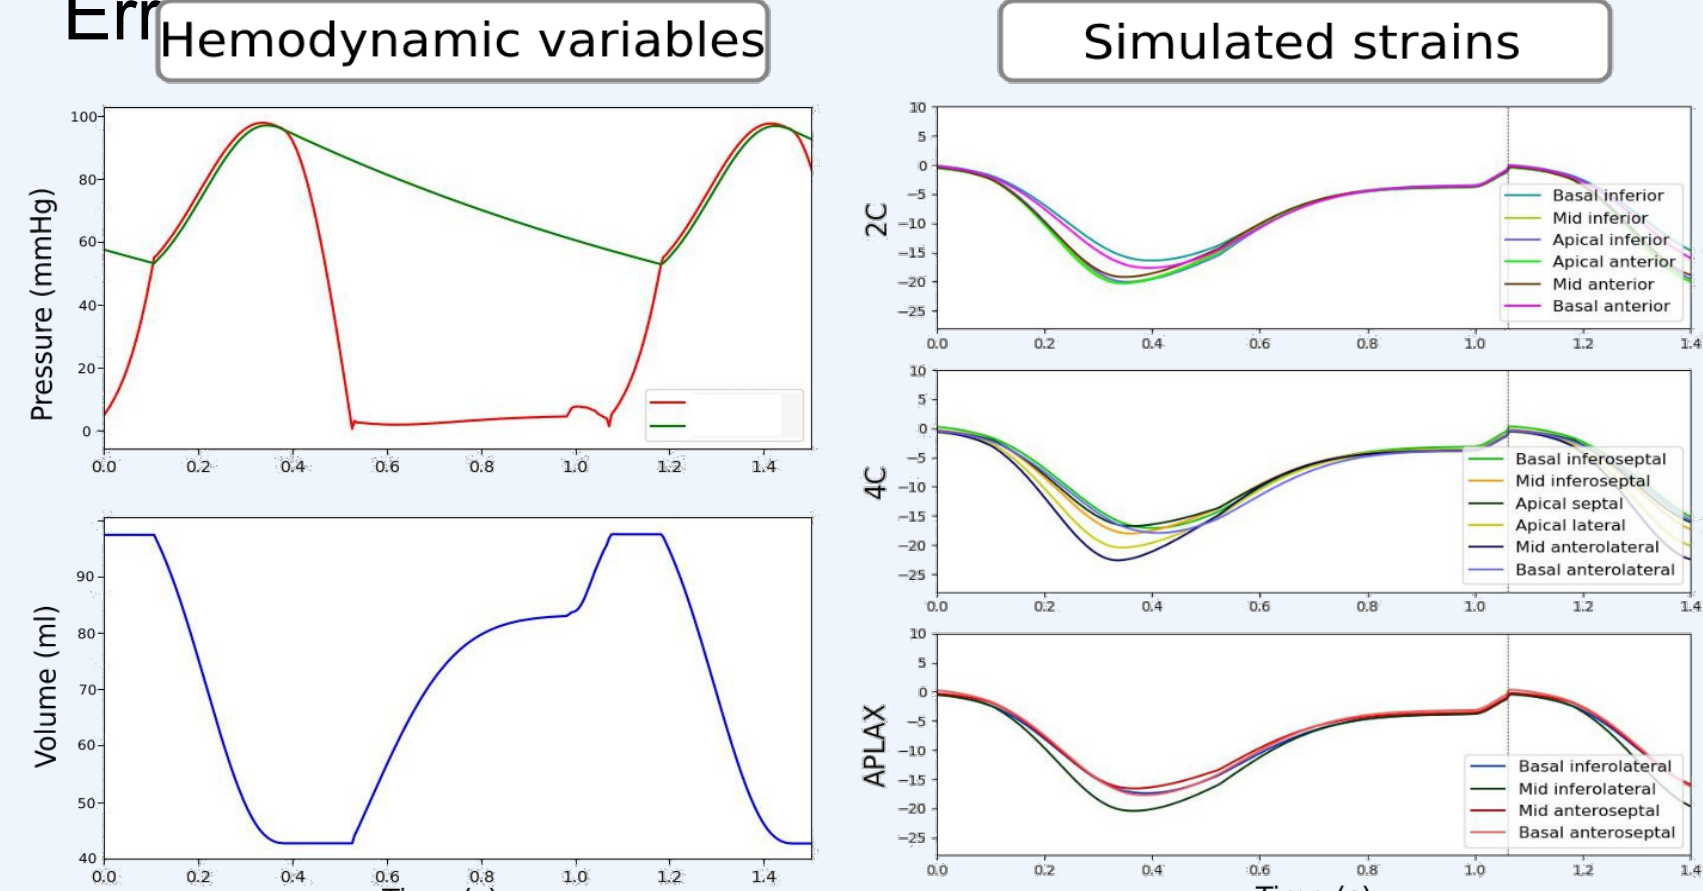 Err
Hemodynamic variables
Simulated strains
Pressure (mmHg)
100
80
60
40
20
0
0.0 0.2 0.4 0.6 0.8 1.0 1.2 1.4
Volume (ml)
90
80
70
60
50
40
0.0 0.2 0.4 0.6 0.8 1.0 1.2 1.4
Time (s)
2C
10
5
0
−5
−10
−15
−20
−25
Basal inferior
Mid inferior
Apical inferior
Apical anterior
Mid anterior
Basal anterior
0.0 0.2 0.4 0.6 0.8 1.0 1.2 1.4
4C
10
5
0
−5
−10
−15
−20
−25
Basal inferoseptal
Mid inferoseptal
Apical septal
Apical lateral
Mid anterolateral
Basal anterolateral
0.0 0.2 0.4 0.6 0.8 1.0 1.2 1.4
APLAX
10
5
0
−5
−10
−15
−20
−25
Basal inferolateral
Mid inferolateral
Mid anteroseptal
Basal anteroseptal
0.0 0.2 0.4 0.6 0.8 1.0 1.2 1.4
Time (s)